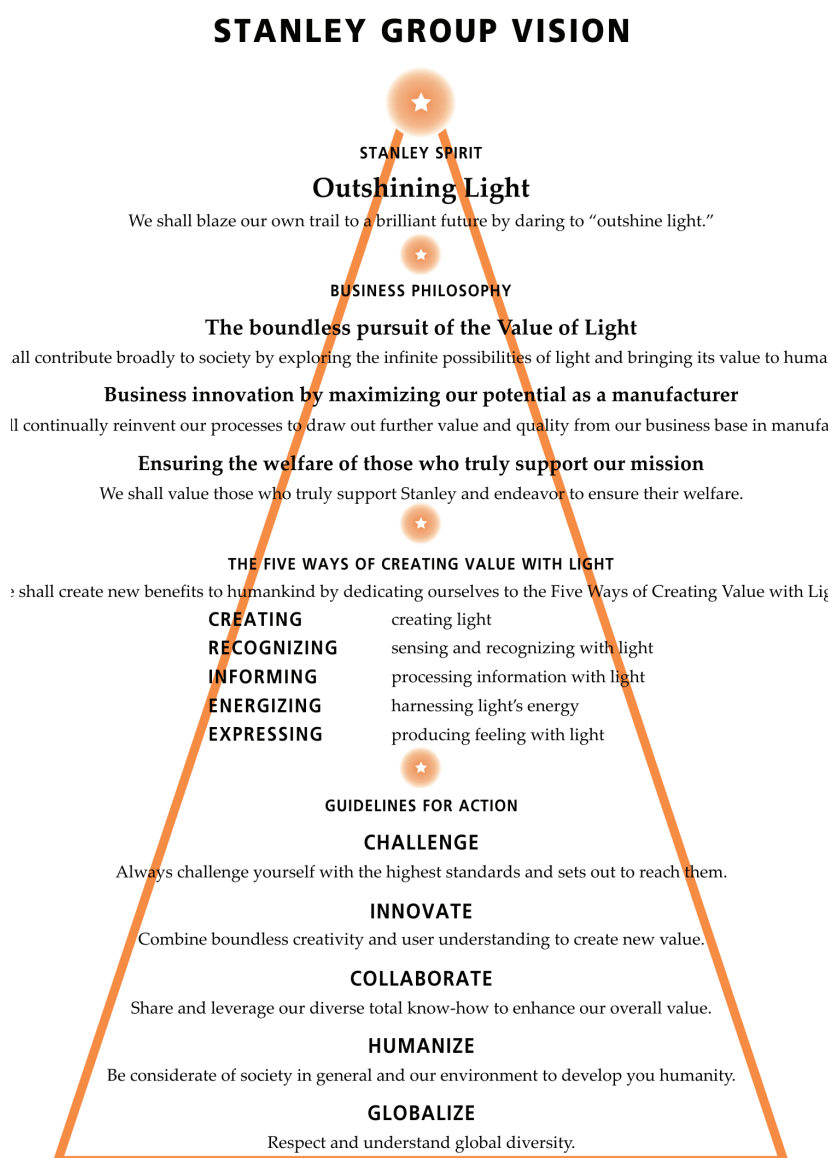 STANLEY GROUP VISION
STANLEY SPIRIT
Outshining Light
We shall blaze our own trail to a brilliant future by daring to “outshine light.”
BUSINESS PHILOSOPHY
The boundless pursuit of the Value of Light
all contribute broadly to society by exploring the infinite possibilities of light and bringing its value to huma
Business innovation by maximizing our potential as a manufacturer
ll continually reinvent our processes to draw out further value and quality from our business base in manufa
Ensuring the welfare of those who truly support our mission
We shall value those who truly support Stanley and endeavor to ensure their welfare.
THE FIVE WAYS OF CREATING VALUE WITH LIGHT
e shall create new benefits to humankind by dedicating ourselves to the Five Ways of Creating Value with Lig
CREATING creating light
RECOGNIZING sensing and recognizing with light
INFORMING processing information with light
ENERGIZING harnessing light’s energy
EXPRESSING producing feeling with light
GUIDELINES FOR ACTION
CHALLENGE
Always challenge yourself with the highest standards and sets out to reach them.
INNOVATE
Combine boundless creativity and user understanding to create new value.
COLLABORATE
Share and leverage our diverse total know-how to enhance our overall value.
HUMANIZE
Be considerate of society in general and our environment to develop you humanity.
GLOBALIZE
Respect and understand global diversity.